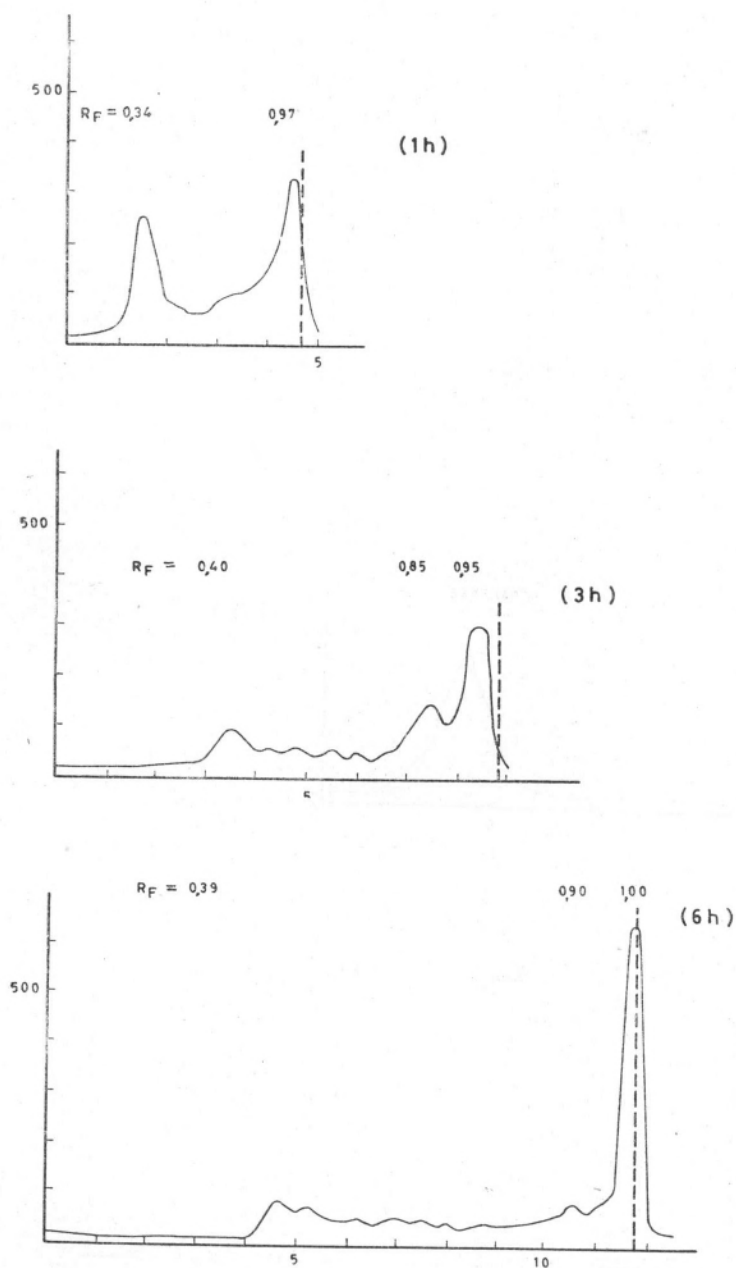 500
R_F = 0,34 0,97
(1h)
5
500
R_F = 0,40 0,85 0,95
(3h)
5
R_F = 0,39 0,90 1,00
(6h)
500
5 10